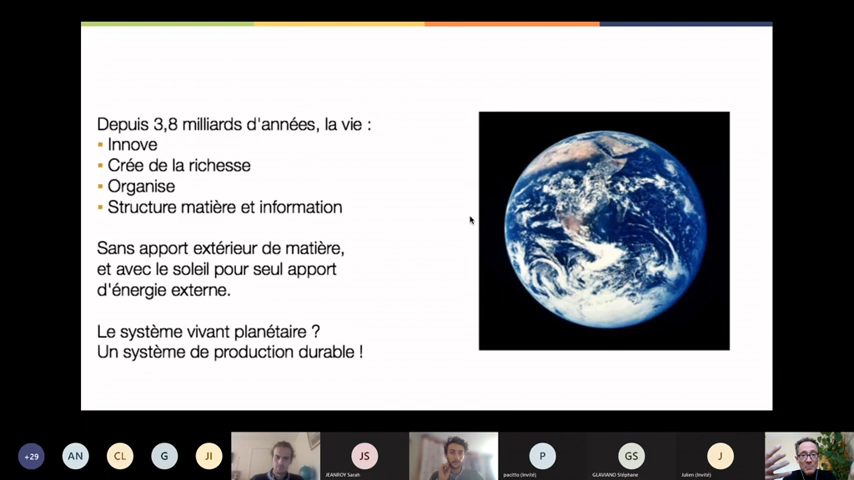 Depuis 3,8 milliards d'années, la vie :
▪ Innove
▪ Crée de la richesse
▪ Organise
▪ Structure matière et information
Sans apport extérieur de matière,
et avec le soleil pour seul apport
d'énergie externe.
Le système vivant planétaire ?
Un système de production durable !
+29
AN
CL
G
JI
JS
JEANROY Sarah
P
pacitto (Invité)
GS
GLAVIANO Stéphane
J
Julien (Invité)